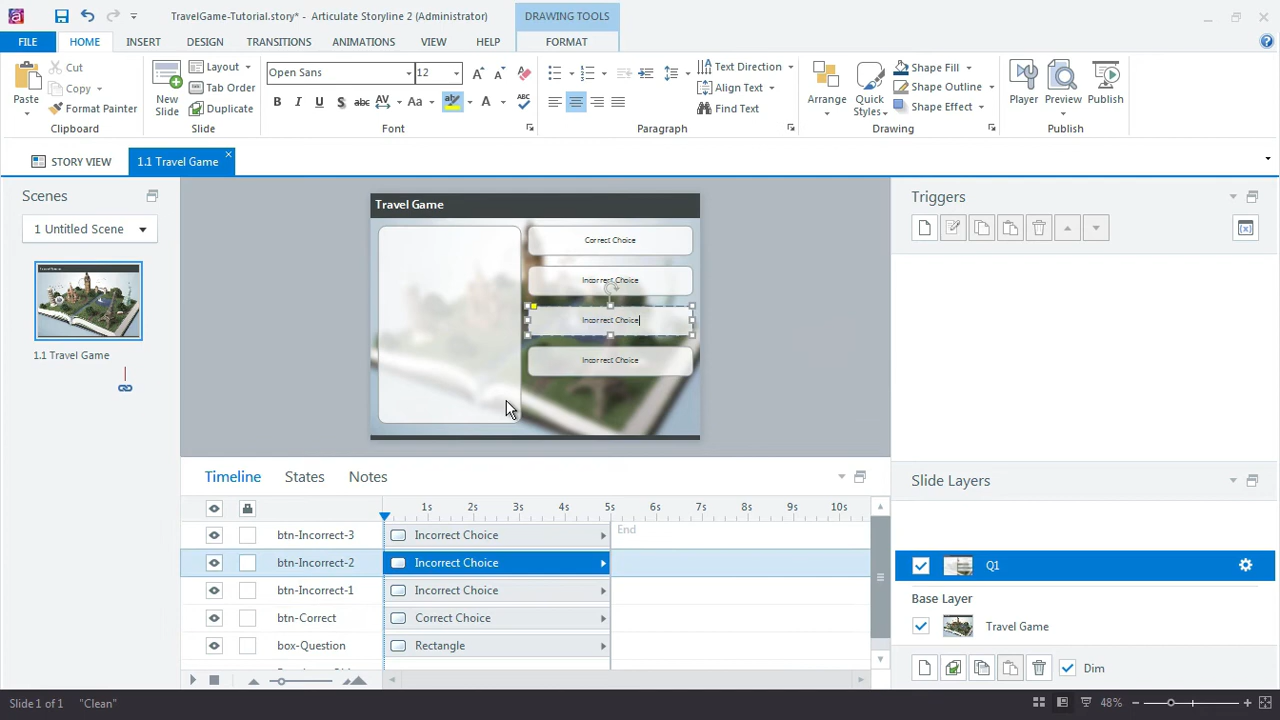 TravelGame-Tutorial.story* - Articulate Storyline 2 (Administrator)
DRAWING TOOLS
FILE
HOME
INSERT
DESIGN
TRANSITIONS
ANIMATIONS
VIEW
HELP
FORMAT
Paste
Cut
Copy
Format Painter
Clipboard
New Slide
Layout
Tab Order
Duplicate
Slide
Open Sans
12
B I U S abc AV Aa A ABC
Font
Text Direction
Align Text
Find Text
Paragraph
Arrange
Quick Styles
Shape Fill
Shape Outline
Shape Effect
Drawing
Player
Preview
Publish
Publish
STORY VIEW
1.1 Travel Game
Scenes
1 Untitled Scene
1.1 Travel Game
Travel Game
Correct Choice
Incorrect Choice
Incorrect Choice
Incorrect Choice
Triggers
(x)
Timeline
States
Notes
1s 2s 3s 4s 5s 6s 7s 8s 9s 10s
End
btn-Incorrect-3 Incorrect Choice
btn-Incorrect-2 Incorrect Choice
btn-Incorrect-1 Incorrect Choice
btn-Correct Correct Choice
box-Question Rectangle
Slide Layers
Q1
Base Layer
Travel Game
Dim
Slide 1 of 1
"Clean"
48%